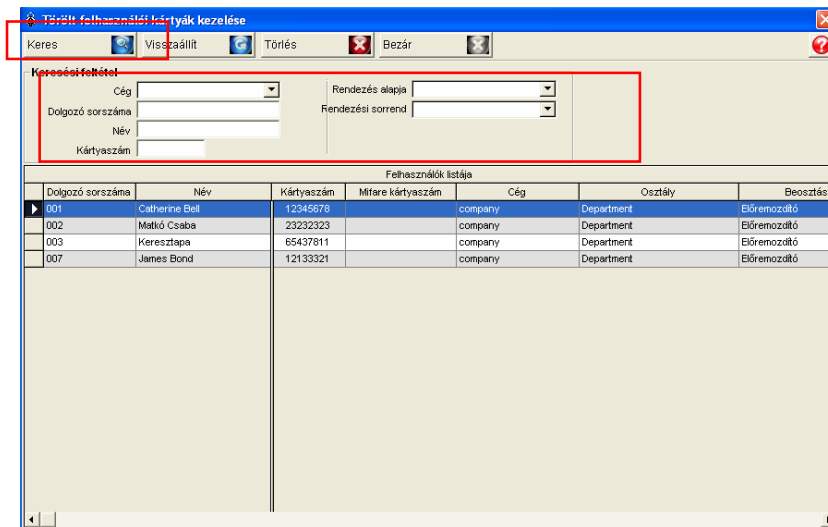 Törölt felhasználói kártyák kezelése
Keres Visszaállít Törlés Bezár
Keresési feltétel
Cég Rendezés alapja
Dolgozó sorszáma Rendezési sorrend
Név
Kártyaszám
Felhasználók listája
Dolgozó sorszáma Név Kártyaszám Mifare kártyaszám Cég Osztály Beosztás
001 Catherine Bell 12345678 company Department Előremozdító
002 Matkó Csaba 23232323 company Department Előremozdító
003 Keresztapa 65437811 company Department Előremozdító
007 James Bond 12133321 company Department Előremozdító